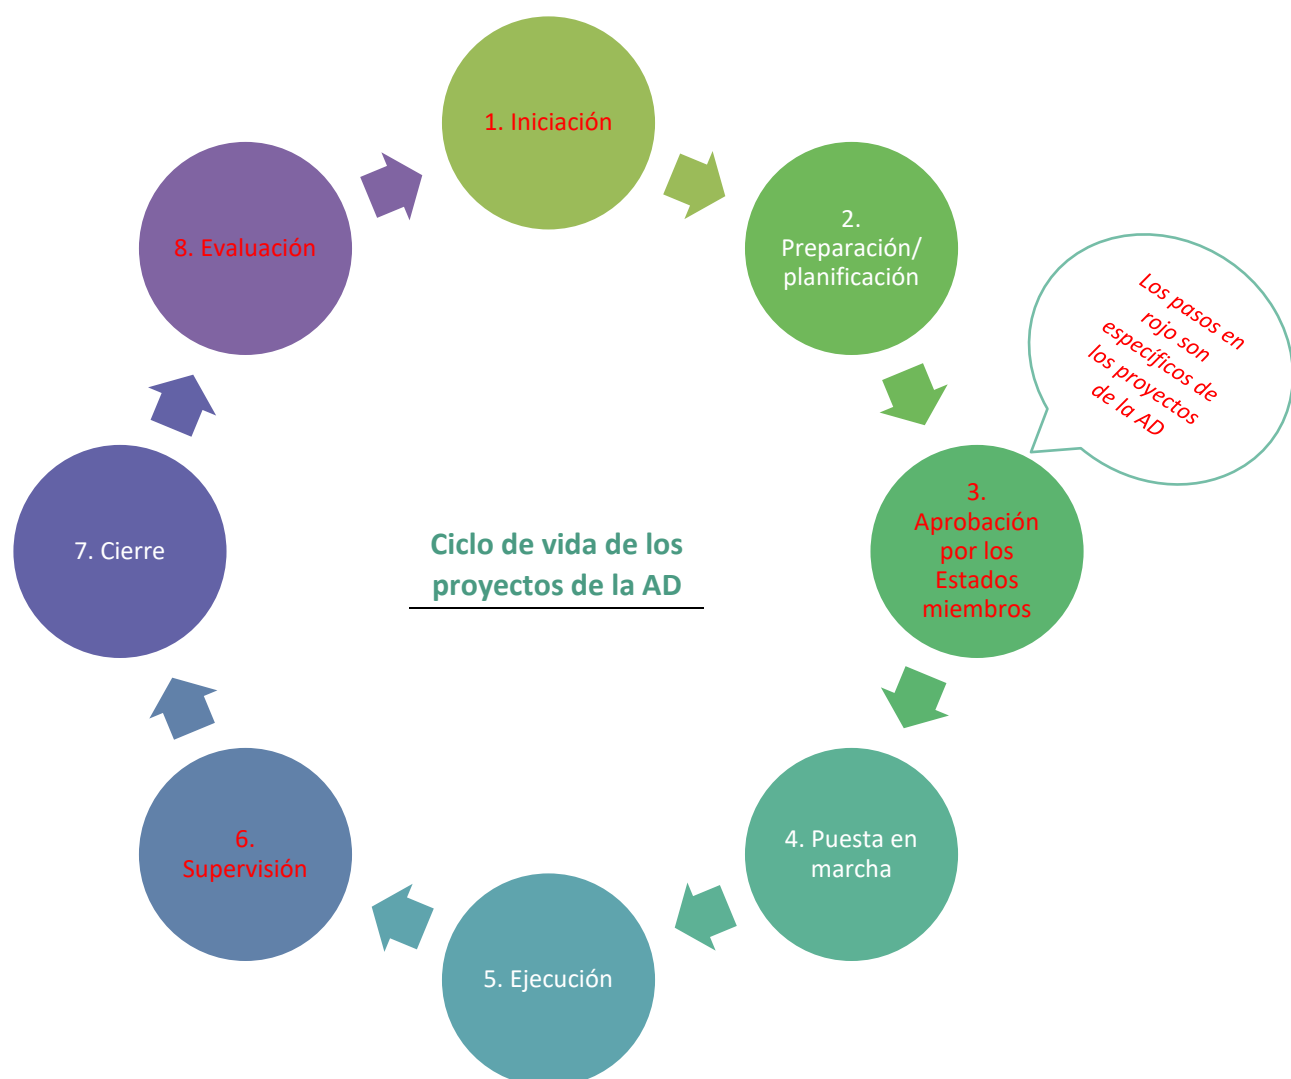 1. Iniciación
2.
Preparación/
planificación
Los pasos en
rojo son
específicos de
los proyectos
de la AD
3.
Aprobación
por los
Estados
miembros
4. Puesta en
marcha
5. Ejecución
6.
Supervisión
7. Cierre
8. Evaluación
Ciclo de vida de los
proyectos de la AD